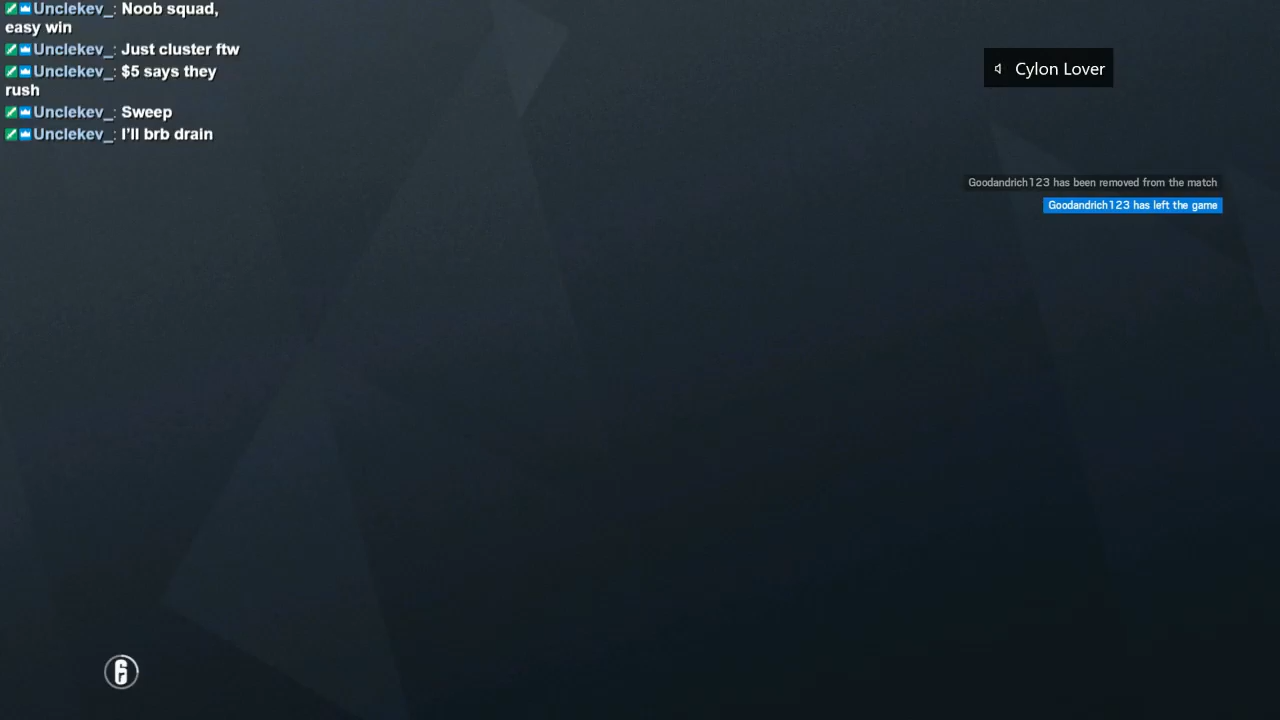 Unclekev_: Noob squad,
easy win
Unclekev_: Just cluster ftw
Unclekev_: $5 says they
rush
Unclekev_: Sweep
Unclekev_: I'll brb drain
Cylon Lover
Goodandrich123 has been removed from the match
Goodandrich123 has left the game
6